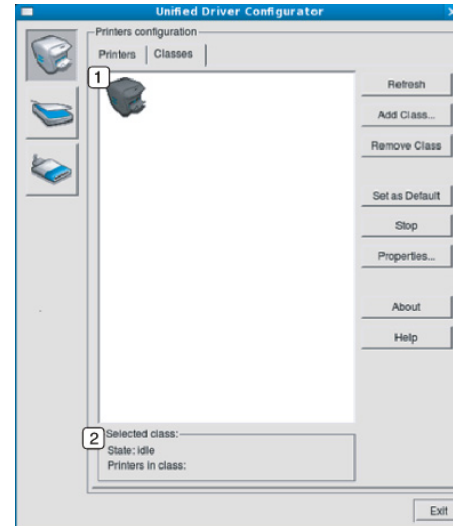 Unified Driver Configurator
Printers configuration
Printers Classes
1
Refresh
Add Class...
Remove Class
Set as Default
Stop
Properties...
About
Help
2
Selected class:
State: idle
Printers in class:
Exit